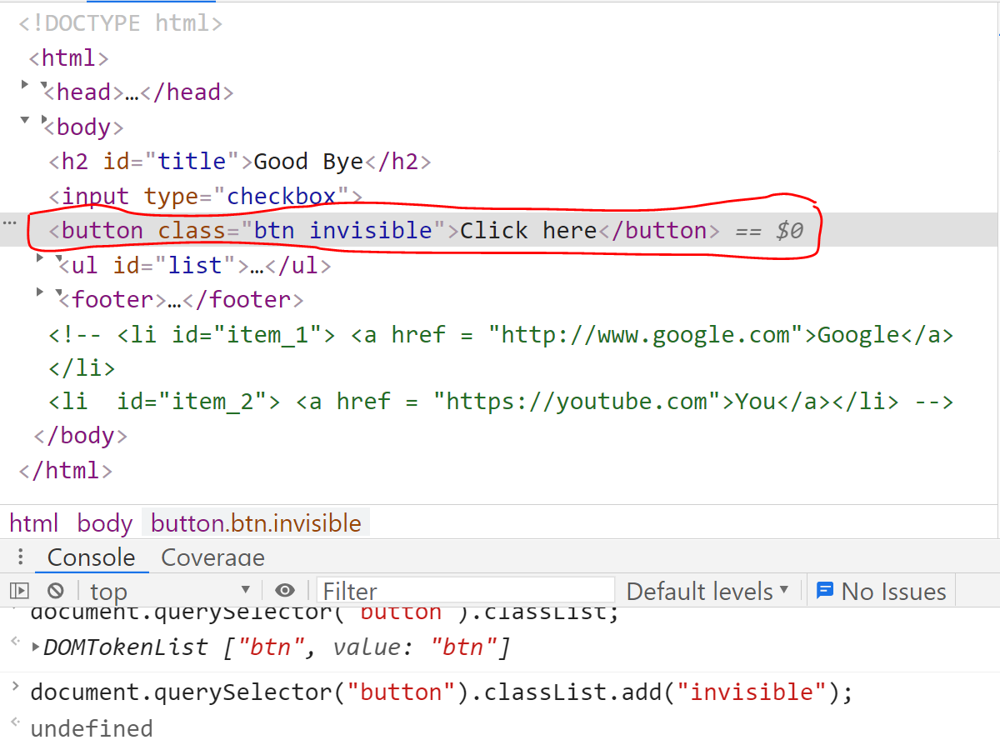 <!DOCTYPE html>
<html>
<head>…</head>
<body>
<h2 id="title">Good Bye</h2>
<input type="checkbox">
<button class="btn invisible">Click here</button> == $0
<ul id="list">…</ul>
<footer>…</footer>
<!-- <li id="item_1"> <a href = "http://www.google.com">Google</a>
</li>
<li  id="item_2"> <a href = "https://youtube.com">You</a></li> -->
</body>
</html>
html body button.btn.invisible
Console Coverage
top Filter Default levels No Issues
document.querySelector("button").classList;
DOMTokenList ["btn", value: "btn"]
document.querySelector("button").classList.add("invisible");
undefined